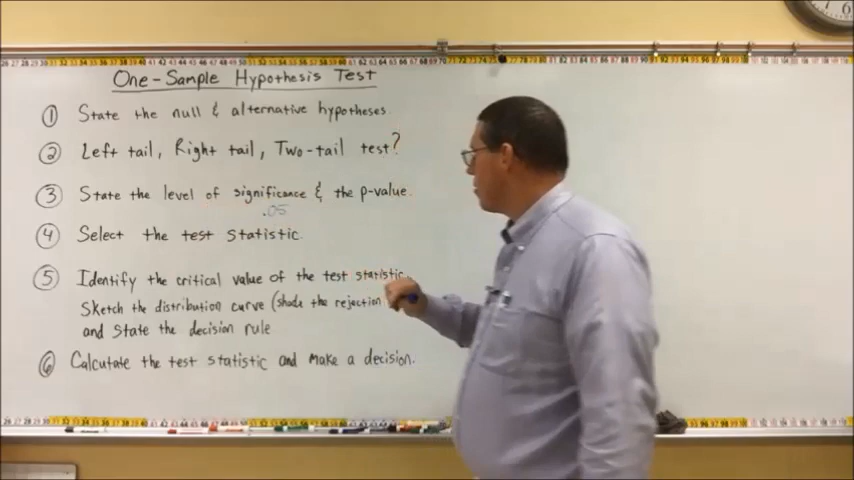 One-Sample Hypothesis Test
① State the null & alternative hypotheses.
② Left tail, Right tail, Two-tail test?
③ State the level of significance & the p-value.
.05
④ Select the test statistic.
⑤ Identify the critical value of the test statistic.
Sketch the distribution curve (shade the rejection
and state the decision rule
⑥ Calculate the test statistic and make a decision.